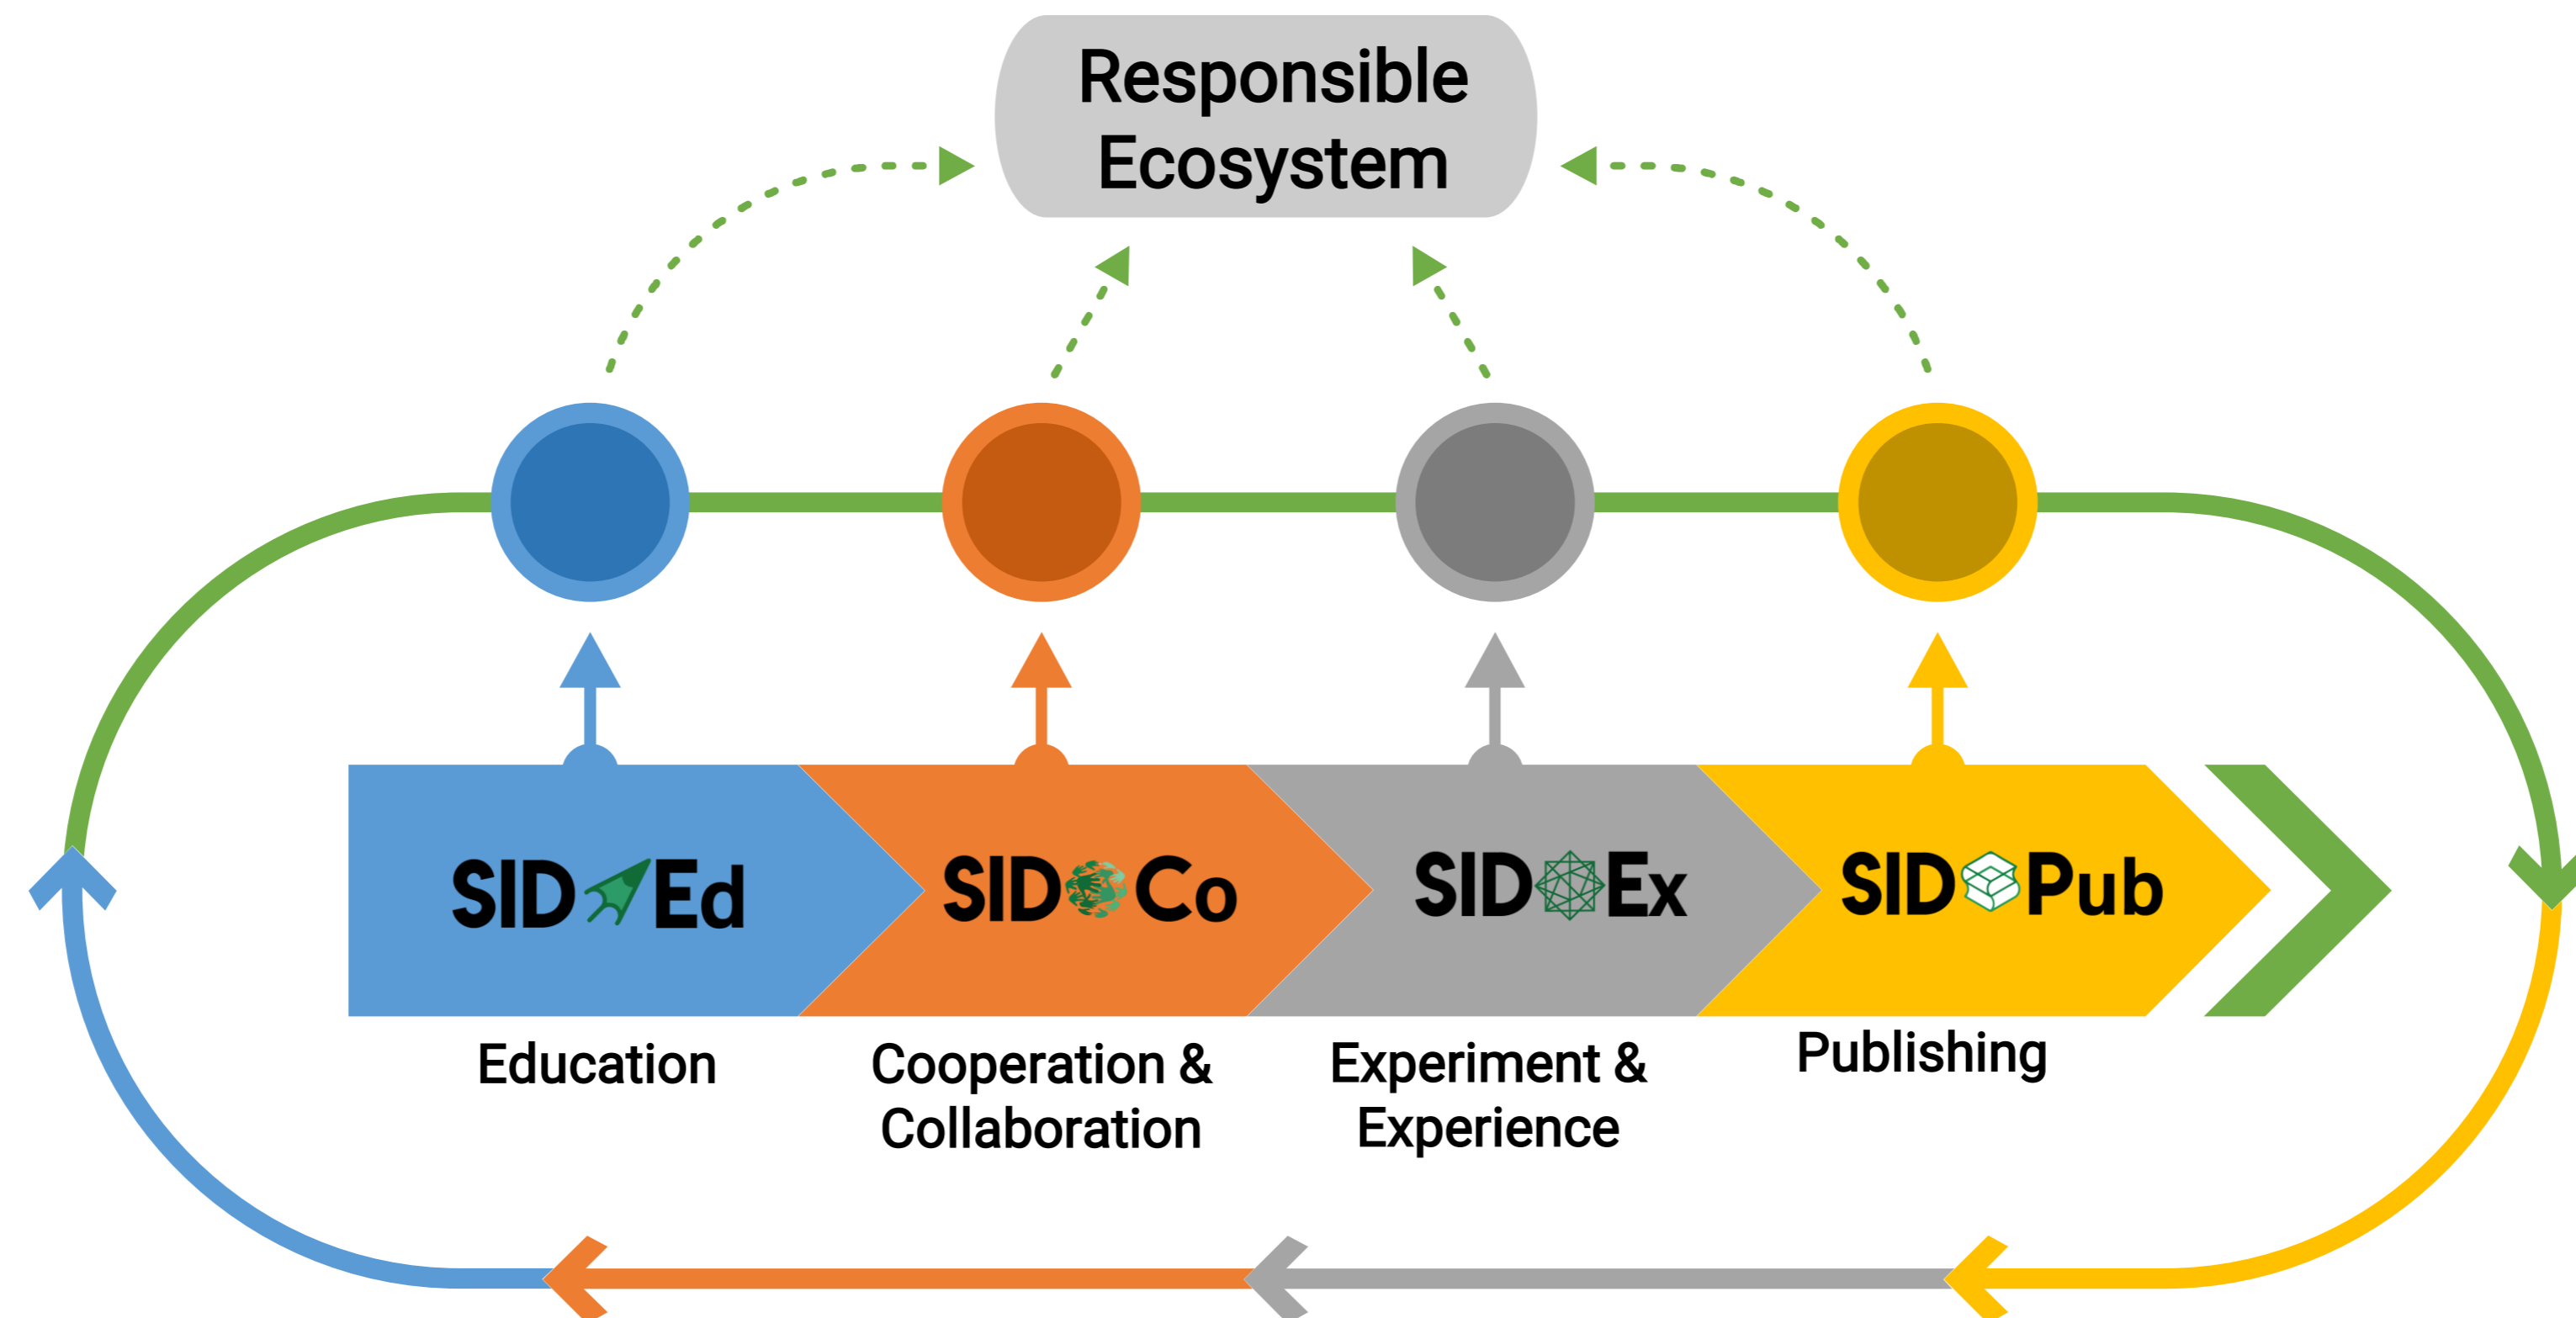 Responsible
Ecosystem
SID Ed
SID Co
SID Ex
SID Pub
Education
Cooperation &
Collaboration
Experiment &
Experience
Publishing